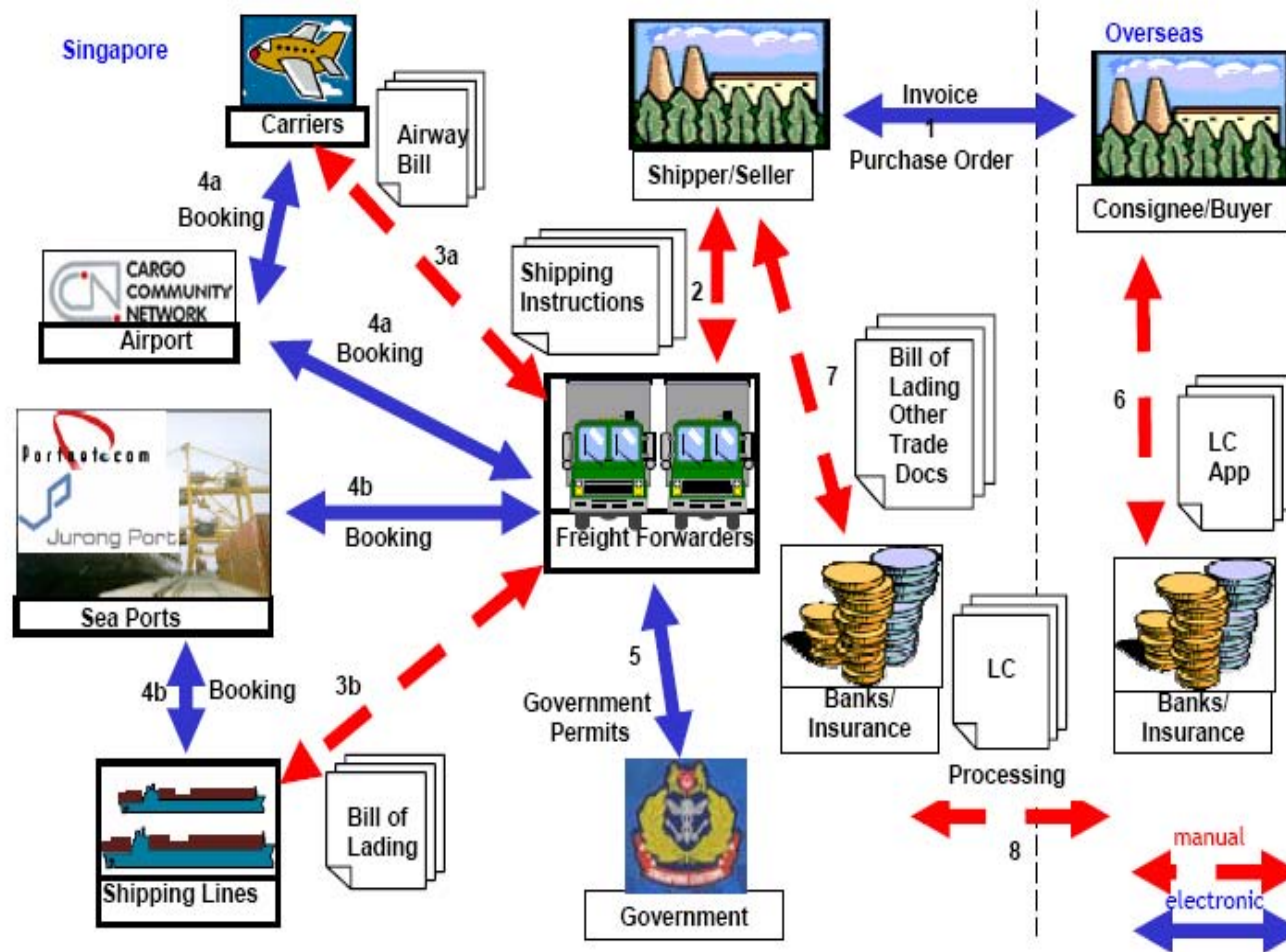 Singapore
Overseas
Carriers
Airway
Bill
Shipper/Seller
Invoice
1
Purchase Order
Consignee/Buyer
4a
Booking
3a
Shipping
Instructions
2
CARGO
COMMUNITY
NETWORK
Airport
4a
Booking
7
Bill of
Lading
Other
Trade
Docs
6
LC
App
Portnet.com
Jurong Port
Sea Ports
4b
Booking
Freight Forwarders
4b
Booking
3b
5
Government
Permits
Banks/
Insurance
LC
Banks/
Insurance
Processing
8
Shipping Lines
Bill of
Lading
Government
manual
electronic